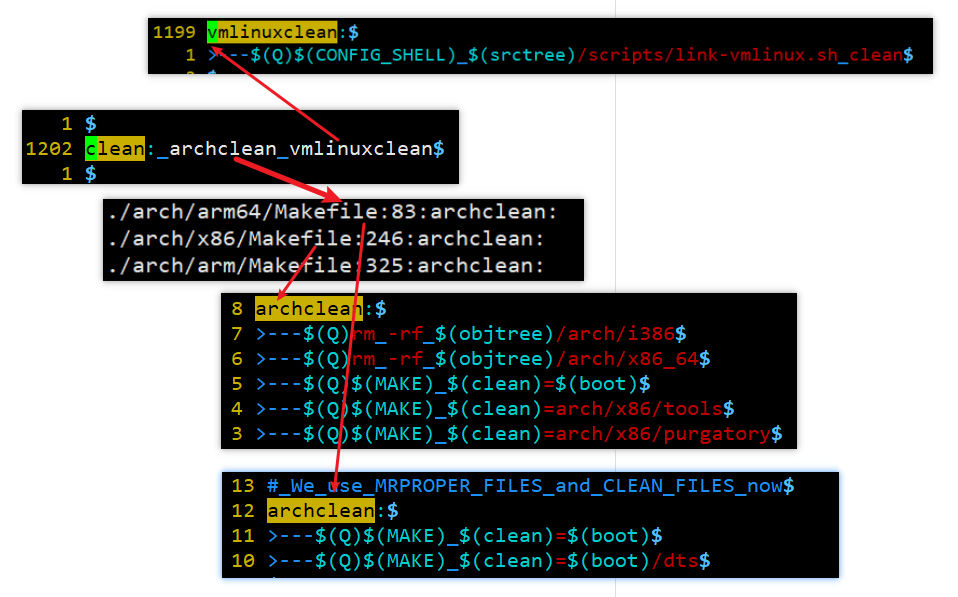 1199 vmlinuxclean:$
1 >---$(Q)$(CONFIG_SHELL)_$(srctree)/scripts/link-vmlinux.sh_clean$
1 $
1202 clean:_archclean_vmlinuxclean$
1 $
./arch/arm64/Makefile:83:archclean:
./arch/x86/Makefile:246:archclean:
./arch/arm/Makefile:325:archclean:
8 archclean:$
7 >---$(Q)rm_-rf_$(objtree)/arch/i386$
6 >---$(Q)rm_-rf_$(objtree)/arch/x86_64$
5 >---$(Q)$(MAKE)_$(clean)=$(boot)$
4 >---$(Q)$(MAKE)_$(clean)=arch/x86/tools$
3 >---$(Q)$(MAKE)_$(clean)=arch/x86/purgatory$
13 #_We_use_MRPROPER_FILES_and_CLEAN_FILES_now$
12 archclean:$
11 >---$(Q)$(MAKE)_$(clean)=$(boot)$
10 >---$(Q)$(MAKE)_$(clean)=$(boot)/dts$